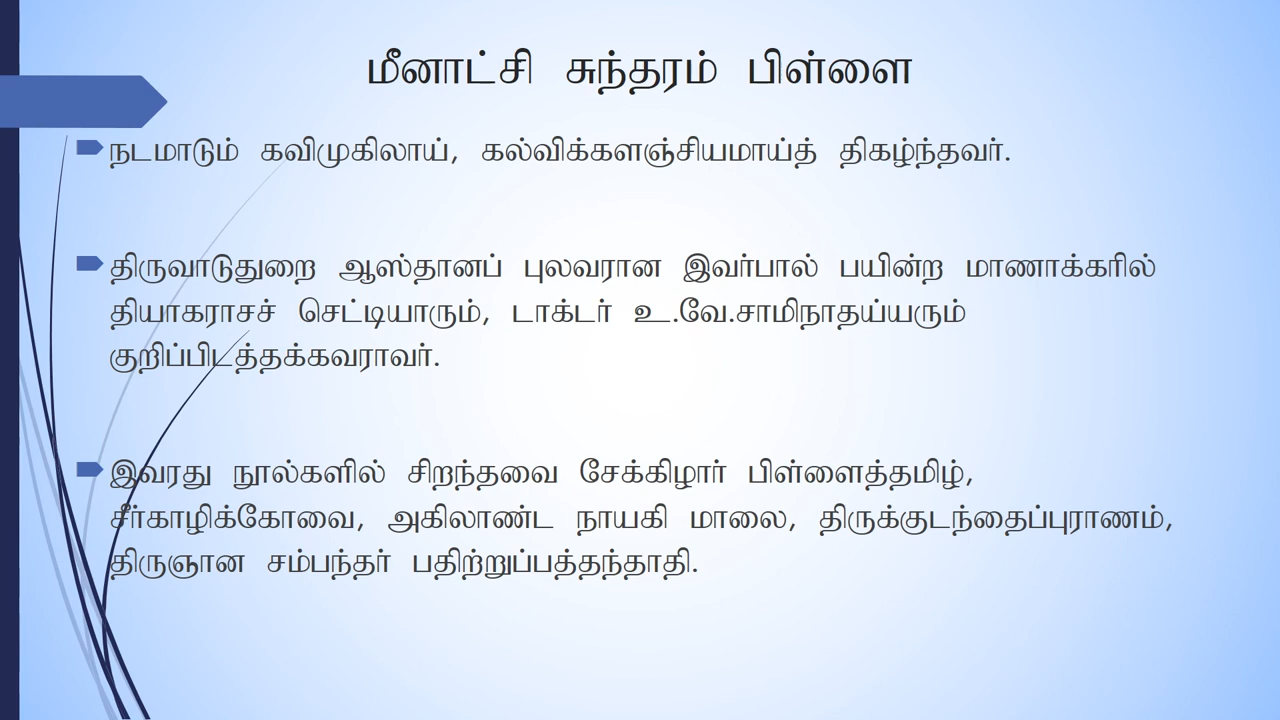 மீனாட்சி சுந்தரம் பிள்ளை
நடமாடும் கவிமுகிலாய், கல்விக்களஞ்சியமாய்த் திகழ்ந்தவர்.
திருவாடுதுறை ஆஸ்தானப் புலவரான இவர்பால் பயின்ற மாணாக்கரில்
தியாகராசச் செட்டியாரும், டாக்டர் உ.வே.சாமிநாதய்யரும்
குறிப்பிடத்தக்கவராவர்.
இவரது நூல்களில் சிறந்தவை சேக்கிழார் பிள்ளைத்தமிழ்,
சீர்காழிக்கோவை, அகிலாண்ட நாயகி மாலை, திருக்குடந்தைப்புராணம்,
திருஞான சம்பந்தர் பதிற்றுப்பத்தந்தாதி.